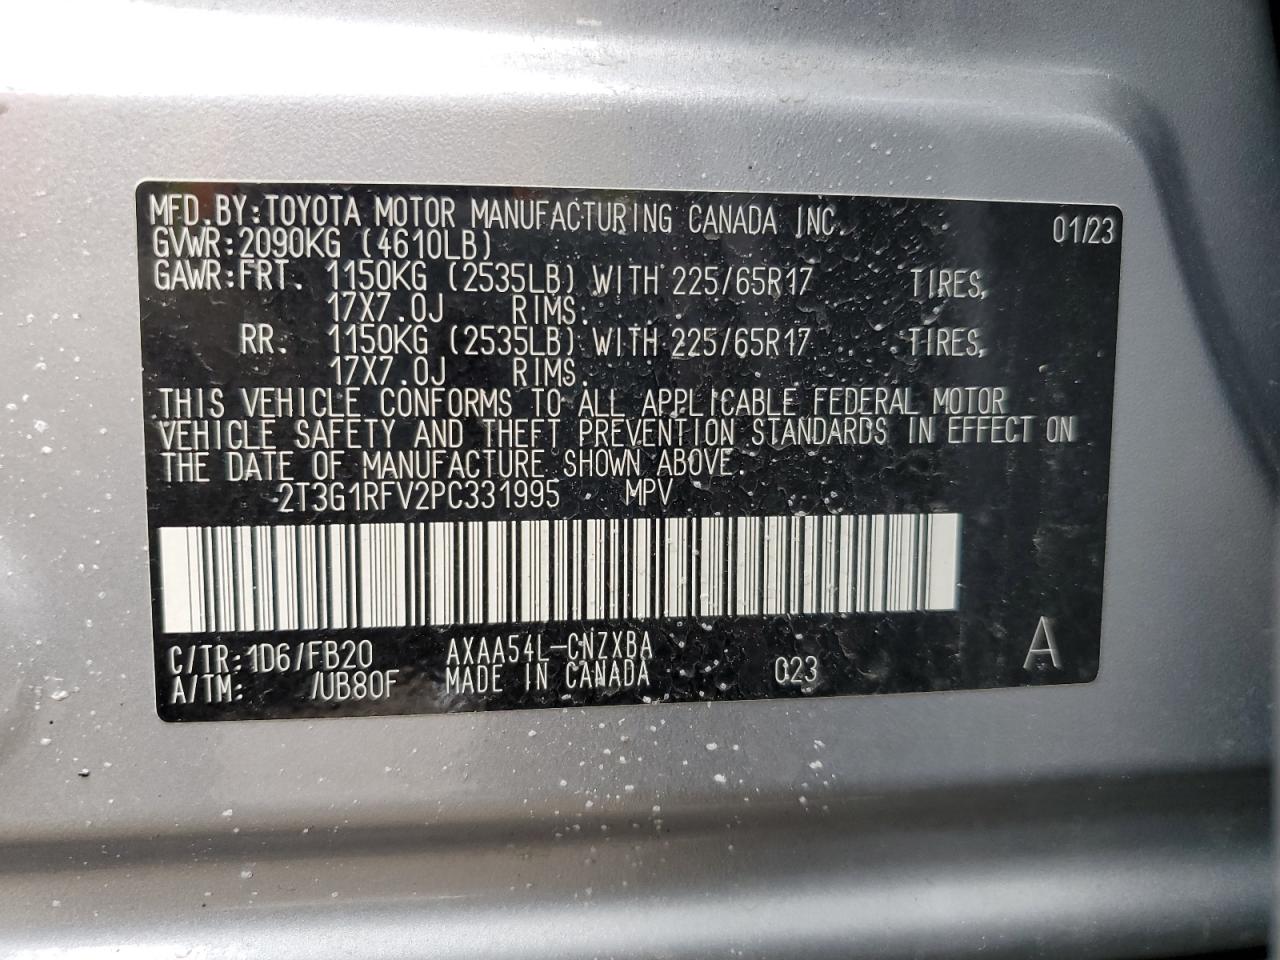 MFD.BY:TOYOTA MOTOR MANUFACTURING CANADA INC. 01/23
GVWR:2090KG (4610LB)
GAWR:FRT. 1150KG (2535LB) WITH 225/65R17 TIRES,
17X7.0J RIMS.
RR. 1150KG (2535LB) WITH 225/65R17 TIRES,
17X7.0J RIMS.
THIS VEHICLE CONFORMS TO ALL APPLICABLE FEDERAL MOTOR
VEHICLE SAFETY AND THEFT PREVENTION STANDARDS IN EFFECT ON
THE DATE OF MANUFACTURE SHOWN ABOVE.
2T3G1RFV2PC331995 MPV
C/TR:1D6/FB20 AXAA54L-CNZXBA
A/TM: /UB80F MADE IN CANADA 023 A